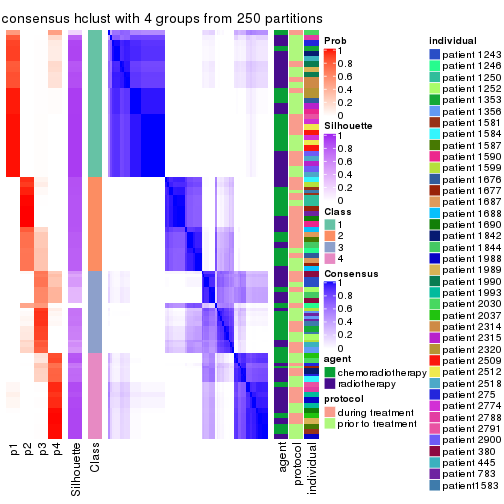 consensus hclust with 4 groups from 250 partitions
p1
p2
p3
p4
Silhouette
Class
agent
protocol
individual
Prob
1
0.8
0.6
0.4
0.2
0
Silhouette
1
0.8
0.6
0.4
0.2
0
Class
1
2
3
4
Consensus
1
0.8
0.6
0.4
0.2
0
agent
chemoradiotherapy
radiotherapy
protocol
during treatment
prior to treatment
individual
patient 1243
patient 1246
patient 1250
patient 1252
patient 1353
patient 1356
patient 1581
patient 1584
patient 1587
patient 1590
patient 1599
patient 1676
patient 1677
patient 1687
patient 1688
patient 1690
patient 1842
patient 1844
patient 1988
patient 1989
patient 1990
patient 1993
patient 2030
patient 2037
patient 2314
patient 2315
patient 2320
patient 2509
patient 2512
patient 2518
patient 275
patient 2774
patient 2788
patient 2791
patient 2900
patient 380
patient 445
patient 783
patient1583